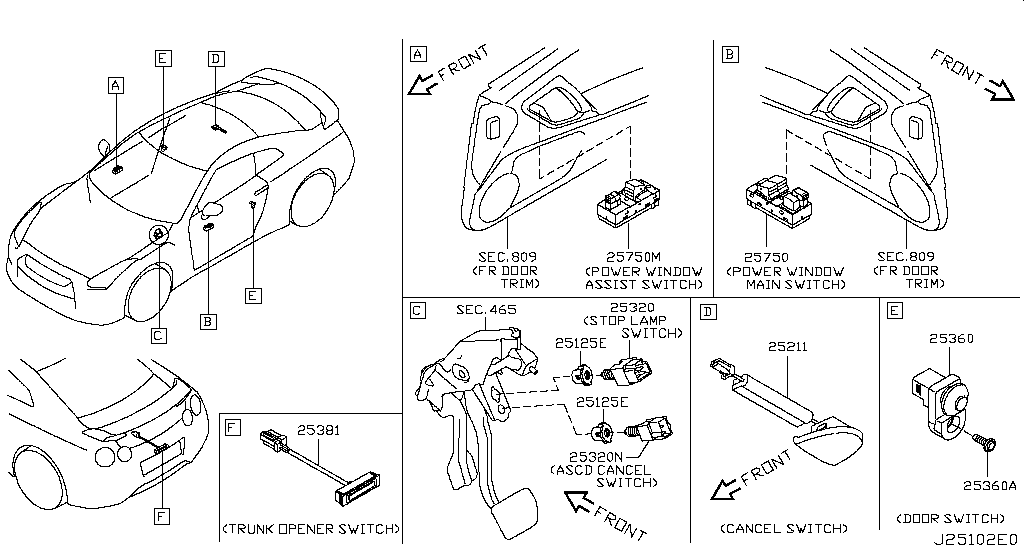 E
D
A
E
B
C
F
A
FRONT
SEC.809
(FR DOOR
TRIM)
25750M
(POWER WINDOW
ASSIST SWITCH)
B
FRONT
25750
(POWER WINDOW
MAIN SWITCH)
SEC.809
(FR DOOR
TRIM)
C
SEC.465
25320
(STOP LAMP
SWITCH)
25125E
25125E
25320N
(ASCD CANCEL
SWITCH)
FRONT
D
25211
FRONT
(CANCEL SWITCH)
E
25360
25360A
(DOOR SWITCH)
F
25381
(TRUNK OPENER SWITCH)
J25102E0